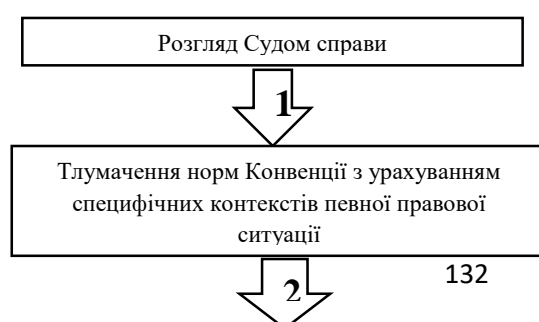 Розгляд Судом справи
1
Тлумачення норм Конвенції з урахуванням
специфічних контекстів певної правової
ситуації
132
2